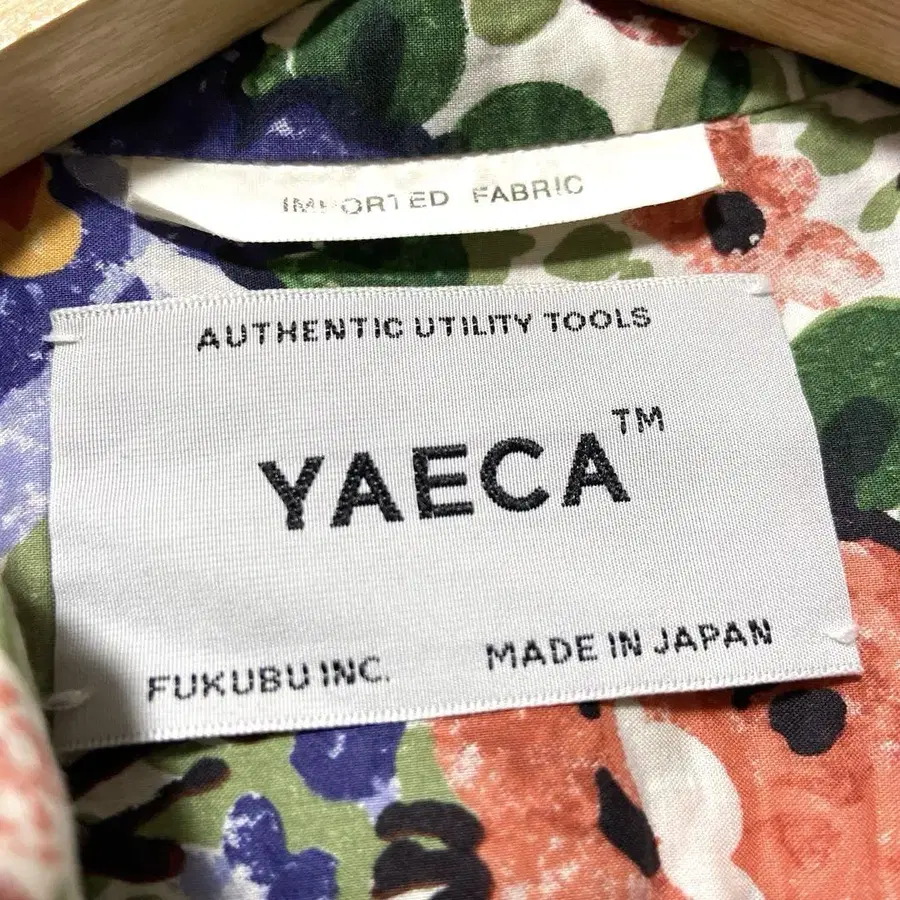 IMPORTED FABRIC
AUTHENTIC UTILITY TOOLS
YAECA™
FUKUBU INC. MADE IN JAPAN